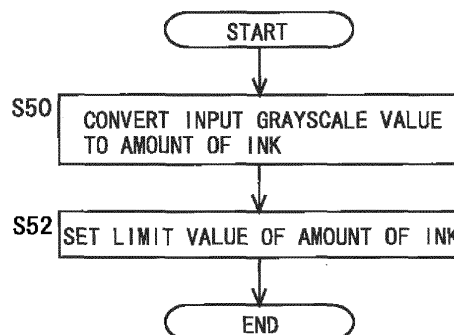 START
S50
CONVERT INPUT GRAYSCALE VALUE
TO AMOUNT OF INK
S52
SET LIMIT VALUE OF AMOUNT OF INK
END